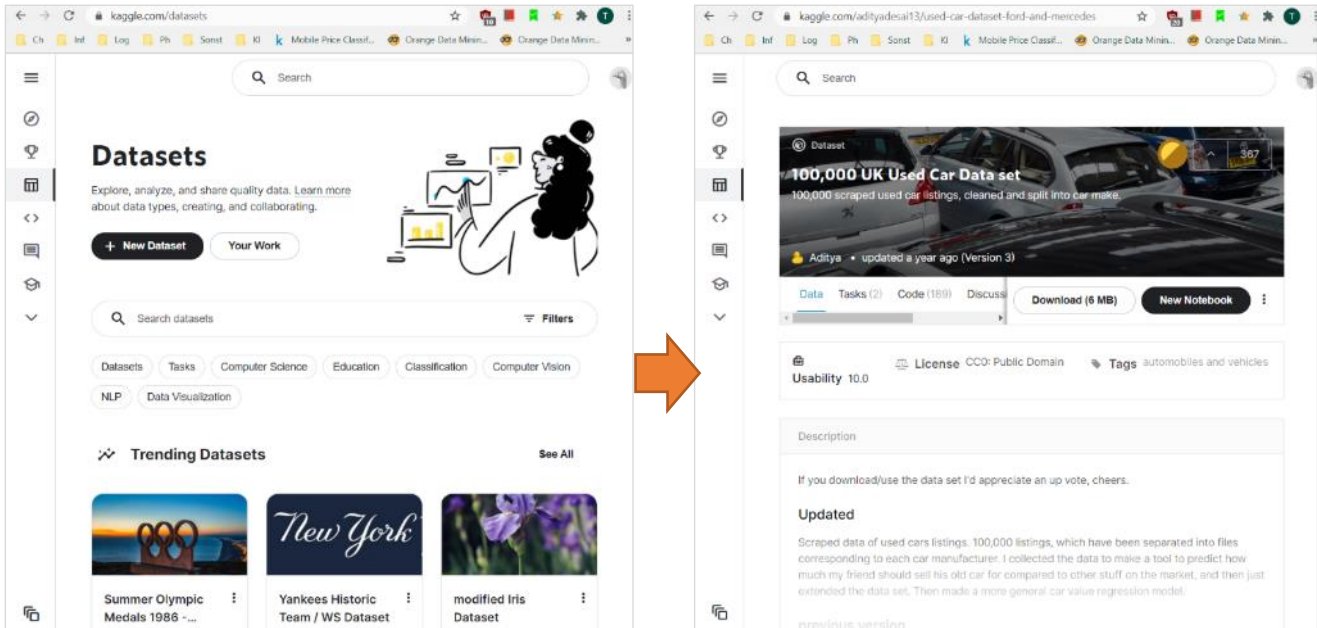 kaggle.com/datasets
Ch Inf Log Ph Sonst KI Mobile Price Classif... Orange Data Minin... Orange Data Minin... »
Search
Datasets
Explore, analyze, and share quality data. Learn more
about data types, creating, and collaborating.
+ New Dataset Your Work
Search datasets Filters
Datasets Tasks Computer Science Education Classification Computer Vision
NLP Data Visualization
Trending Datasets See All
New York
Summer Olympic
Medals 1986 -...
Yankees Historic
Team / WS Dataset
modified Iris
Dataset
kaggle.com/adityadesai13/used-car-dataset-ford-and-mercedes
Ch Inf Log Ph Sonst KI Mobile Price Classif... Orange Data Minin... Orange Data Minin... »
Search
Dataset
367
100,000 UK Used Car Data set
100,000 scraped used car listings, cleaned and split into car make.
Aditya • updated a year ago (Version 3)
Data Tasks (2) Code (189) Discuss Download (6 MB) New Notebook
Usability 10.0 License CC0: Public Domain Tags automobiles and vehicles
Description
If you download/use the data set I'd appreciate an up vote, cheers.
Updated
Scraped data of used cars listings. 100,000 listings, which have been separated into files
corresponding to each car manufacturer. I collected the data to make a tool to predict how
much my friend should sell his old car for compared to other stuff on the market, and then just
extended the data set. Then made a more general car value regression model.
previous version